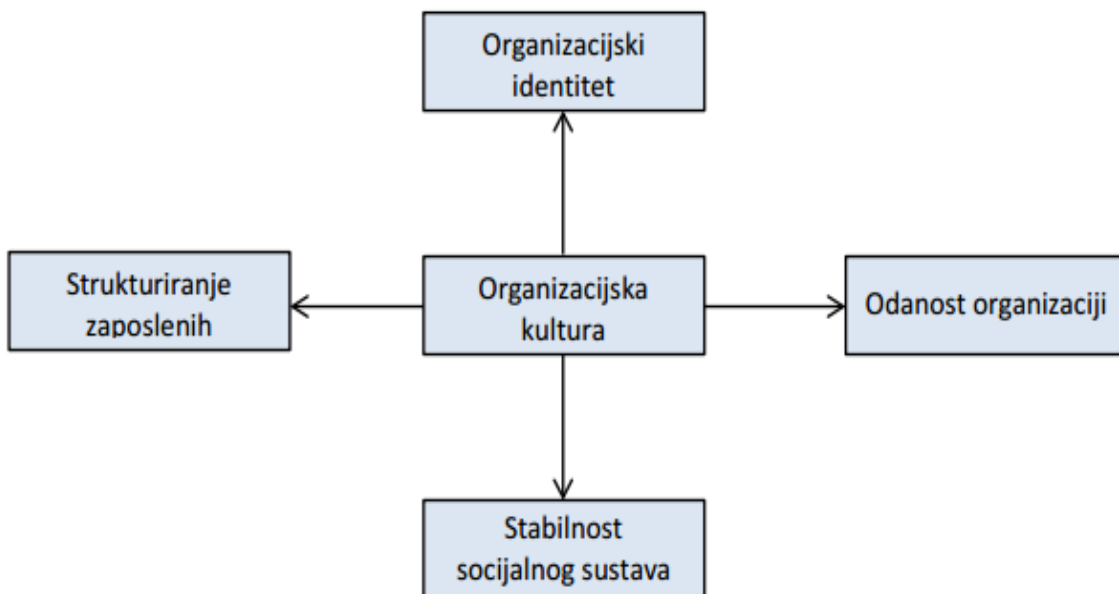 Organizacijski
identitet
Strukturiranje
zaposlenih
Organizacijska
kultura
Odanost organizaciji
Stabilnost
socijalnog sustava